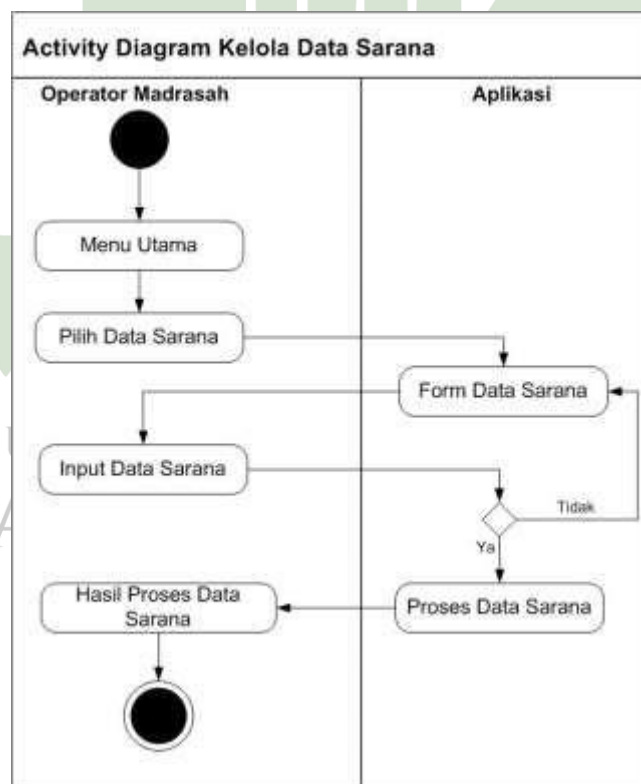 Activity Diagram Kelola Data Sarana
Operator Madrasah
Aplikasi
Menu Utama
Pilih Data Sarana
Form Data Sarana
Input Data Sarana
Tidak
Ya
Hasil Proses Data
Sarana
Proses Data Sarana